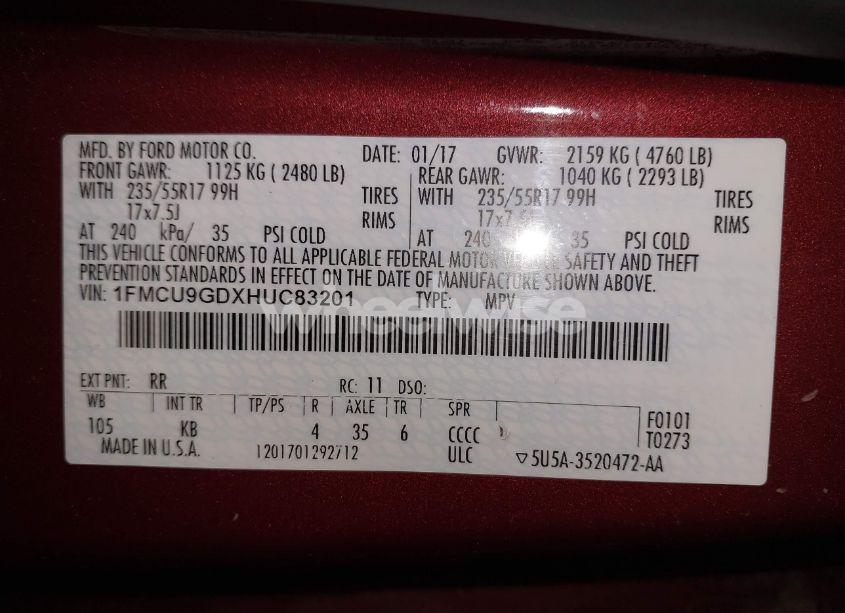 MFD. BY FORD MOTOR CO. DATE: 01/17 GVWR: 2159 KG ( 4760 LB)
FRONT GAWR: 1125 KG ( 2480 LB) REAR GAWR: 1040 KG ( 2293 LB)
WITH 235/55R17 99H TIRES WITH 235/55R17 99H TIRES
17x7.5J RIMS 17x7.5J RIMS
AT 240 kPa/ 35 PSI COLD AT 240 35 PSI COLD
THIS VEHICLE CONFORMS TO ALL APPLICABLE FEDERAL MOTOR VEHICLE SAFETY AND THEFT
PREVENTION STANDARDS IN EFFECT ON THE DATE OF MANUFACTURE SHOWN ABOVE.
VIN: 1FMCU9GDXHUC83201 TYPE: MPV
wheelwise
EXT PNT: RR RC: 11 DSO:
WB INT TR TP/PS R AXLE TR SPR F0101
105 KB 4 35 6 CCCC T0273
MADE IN U.S.A. 1201701292712 ULC ▽5U5A-3520472-AA